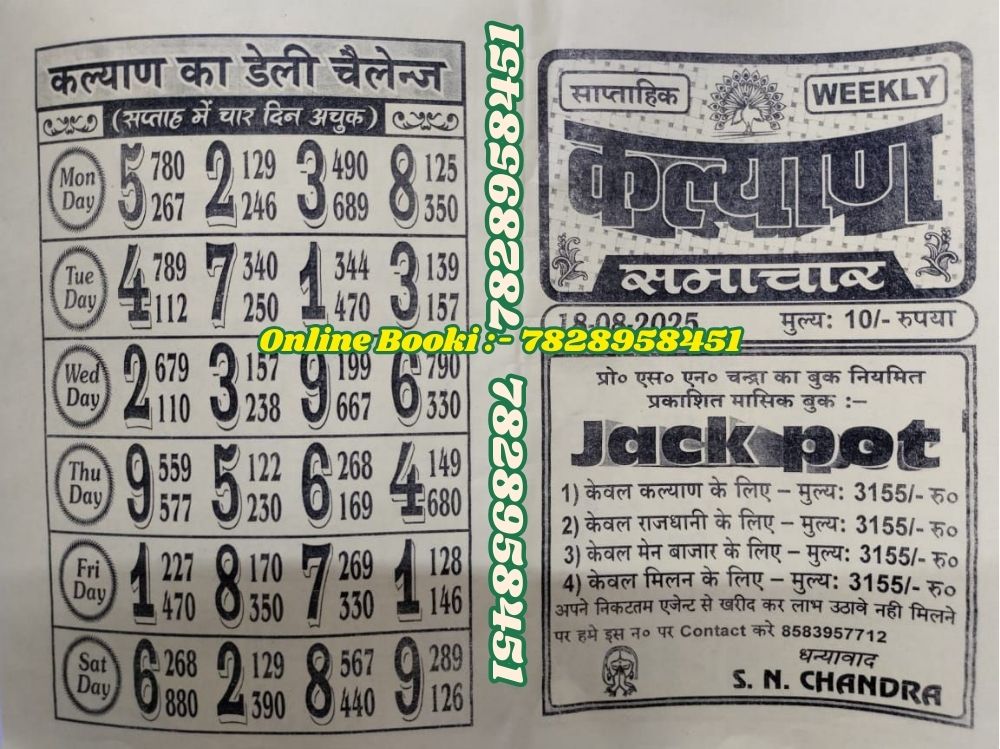 कल्याण का डेली चैलेन्ज
(सप्ताह में चार दिन अचुक)
Mon Day 5 780 267 2 129 246 3 490 689 8 125 350
Tue Day 4 789 112 7 340 250 1 344 470 3 139 157
Wed Day 2 679 110 3 157 238 9 199 667 6 790 330
Thu Day 9 559 577 5 122 230 6 268 169 4 149 680
Fri Day 1 227 470 8 170 350 7 269 330 1 128 146
Sat Day 6 268 880 2 129 390 8 567 440 9 289 126
7828958451
7828958451
Online Booki :- 7828958451
साप्ताहिक
WEEKLY
कल्याण
समाचार
18-08-2025 मुल्य: 10/- रुपया
प्रो० एस० एन० चन्द्रा का बुक नियमित
प्रकाशित मासिक बुक :–
Jackpot
1) केवल कल्याण के लिए – मुल्य: 3155/- रु०
2) केवल राजधानी के लिए – मुल्य: 3155/- रु०
3) केवल मेन बाजार के लिए – मुल्य: 3155/- रु०
4) केवल मिलन के लिए – मुल्य: 3155/- रु०
अपने निकटतम एजेन्ट से खरीद कर लाभ उठावे नही मिलने
पर हमे इस न० पर Contact करे 8583957712
धन्यावाद
S. N. CHANDRA